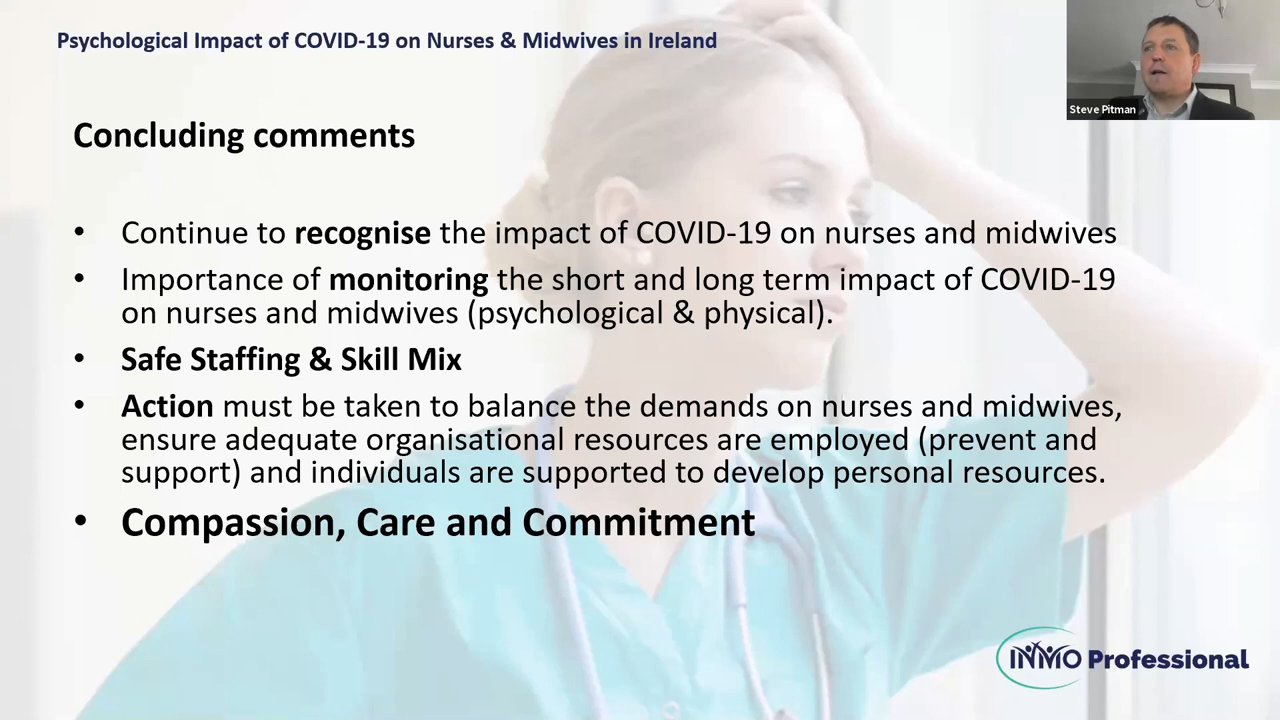 Psychological Impact of COVID-19 on Nurses & Midwives in Ireland
Steve Pitman
Concluding comments
• Continue to recognise the impact of COVID-19 on nurses and midwives
• Importance of monitoring the short and long term impact of COVID-19
on nurses and midwives (psychological & physical).
• Safe Staffing & Skill Mix
• Action must be taken to balance the demands on nurses and midwives,
ensure adequate organisational resources are employed (prevent and
support) and individuals are supported to develop personal resources.
• Compassion, Care and Commitment
INMO Professional